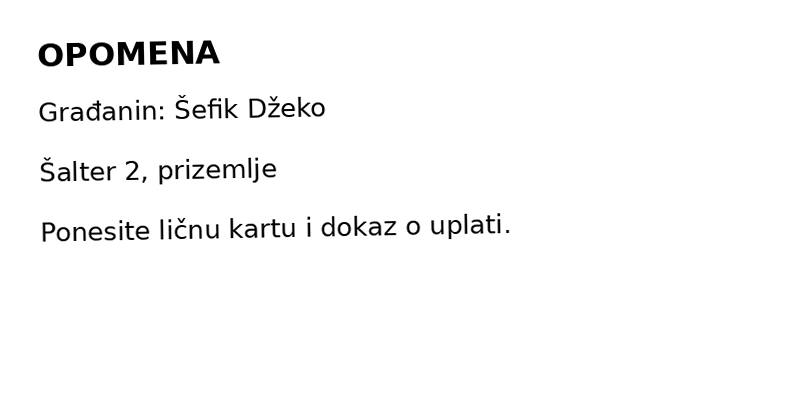 OPOMENA
Građanin: Šefik Džeko
Šalter 2, prizemlje
Ponesite ličnu kartu i dokaz o uplati.